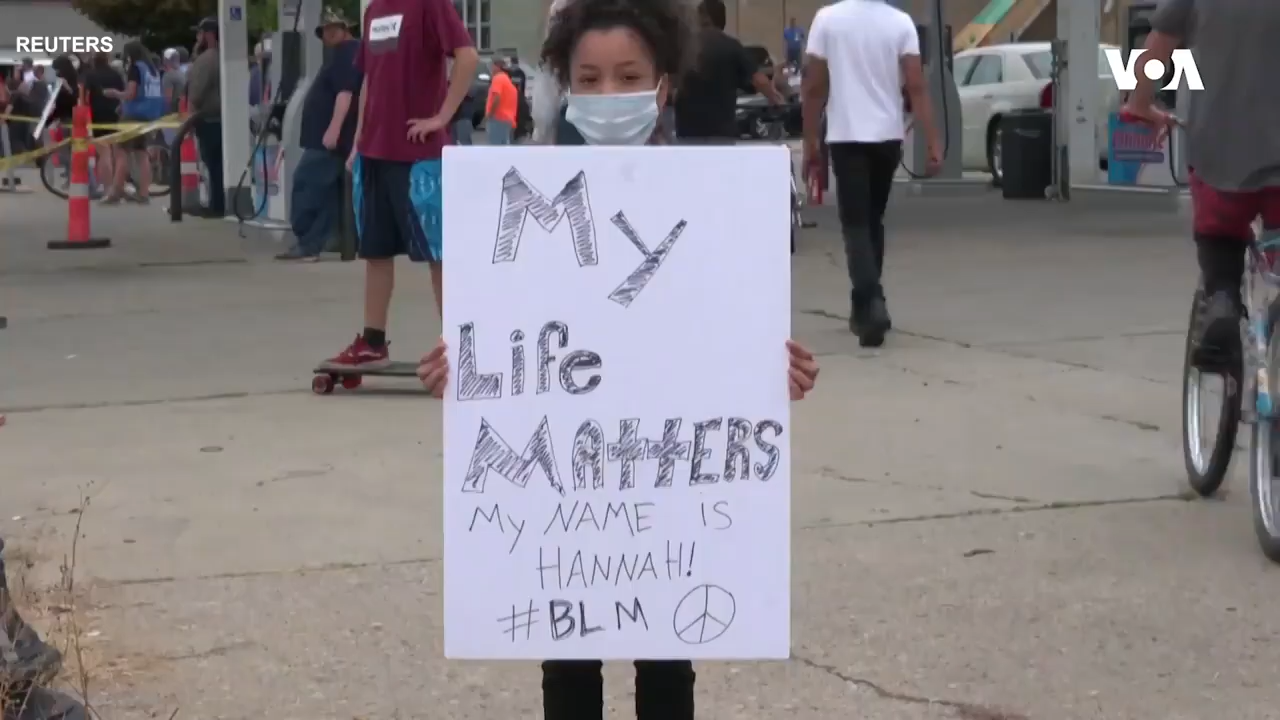 REUTERS
VOA
My
Life
MATTERS
My NAME IS
HANNAH!
#BLM